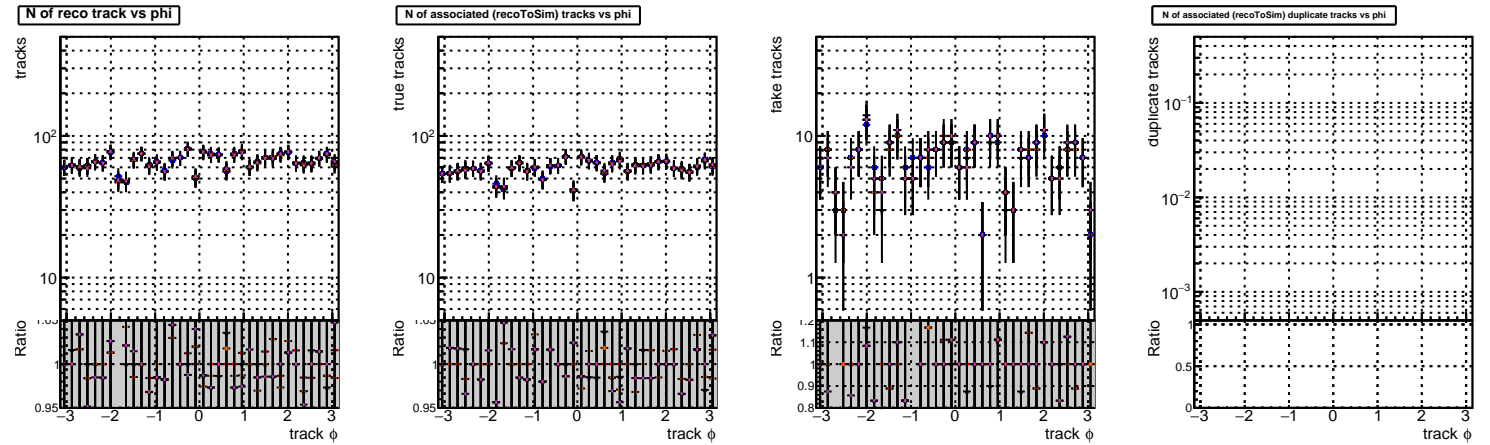 N of reco track vs phi
tracks
10²
10
Ratio
1.05
1
0.95
−3 −2 −1 0 1 2 3
track ϕ
N of associated (recoToSim) tracks vs phi
true tracks
10²
10
Ratio
1.05
1
0.95
−3 −2 −1 0 1 2 3
track ϕ
fake tracks
10
1
Ratio
1.2
1.1
1
0.9
0.8
−3 −2 −1 0 1 2 3
track ϕ
N of associated (recoToSim) duplicate tracks vs phi
duplicate tracks
10⁻¹
10⁻²
10⁻³
Ratio
1
0.5
0
−3 −2 −1 0 1 2 3
track ϕ